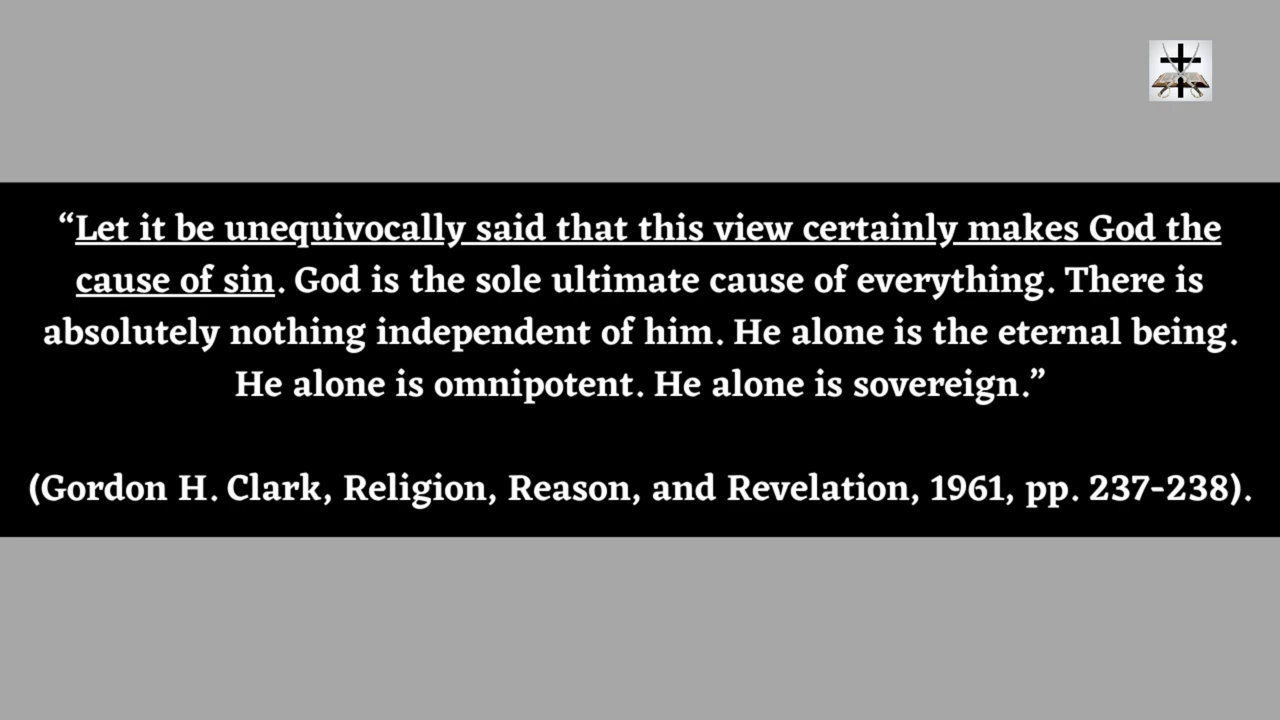 “Let it be unequivocally said that this view certainly makes God the
cause of sin. God is the sole ultimate cause of everything. There is
absolutely nothing independent of him. He alone is the eternal being.
He alone is omnipotent. He alone is sovereign.”
(Gordon H. Clark, Religion, Reason, and Revelation, 1961, pp. 237-238).